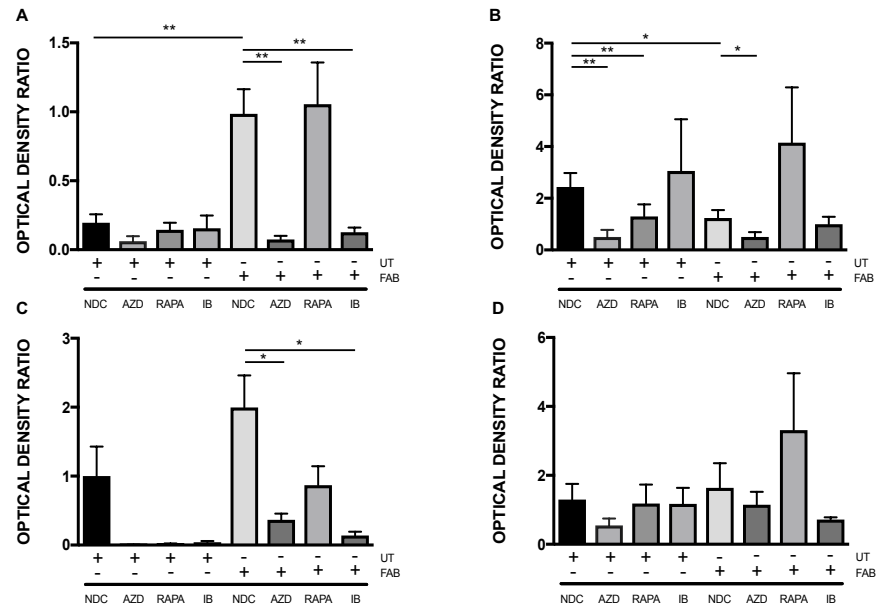 A
OPTICAL DENSITY RATIO
1.5
1.0
0.5
0.0
**
**
**
+ + + + - - - - UT
- - - - + + + + FAB
NDC AZD RAPA IB NDC AZD RAPA IB
B
OPTICAL DENSITY RATIO
8
6
4
2
0
*
**
*
**
+ + + + - - - - UT
- - - - + + + + FAB
NDC AZD RAPA IB NDC AZD RAPA IB
C
OPTICAL DENSITY RATIO
3
2
1
0
*
*
+ + + + - - - - UT
- - - - + + + + FAB
NDC AZD RAPA IB NDC AZD RAPA IB
D
OPTICAL DENSITY RATIO
6
4
2
0
+ + + + - - - - UT
- - - - + + + + FAB
NDC AZD RAPA IB NDC AZD RAPA IB